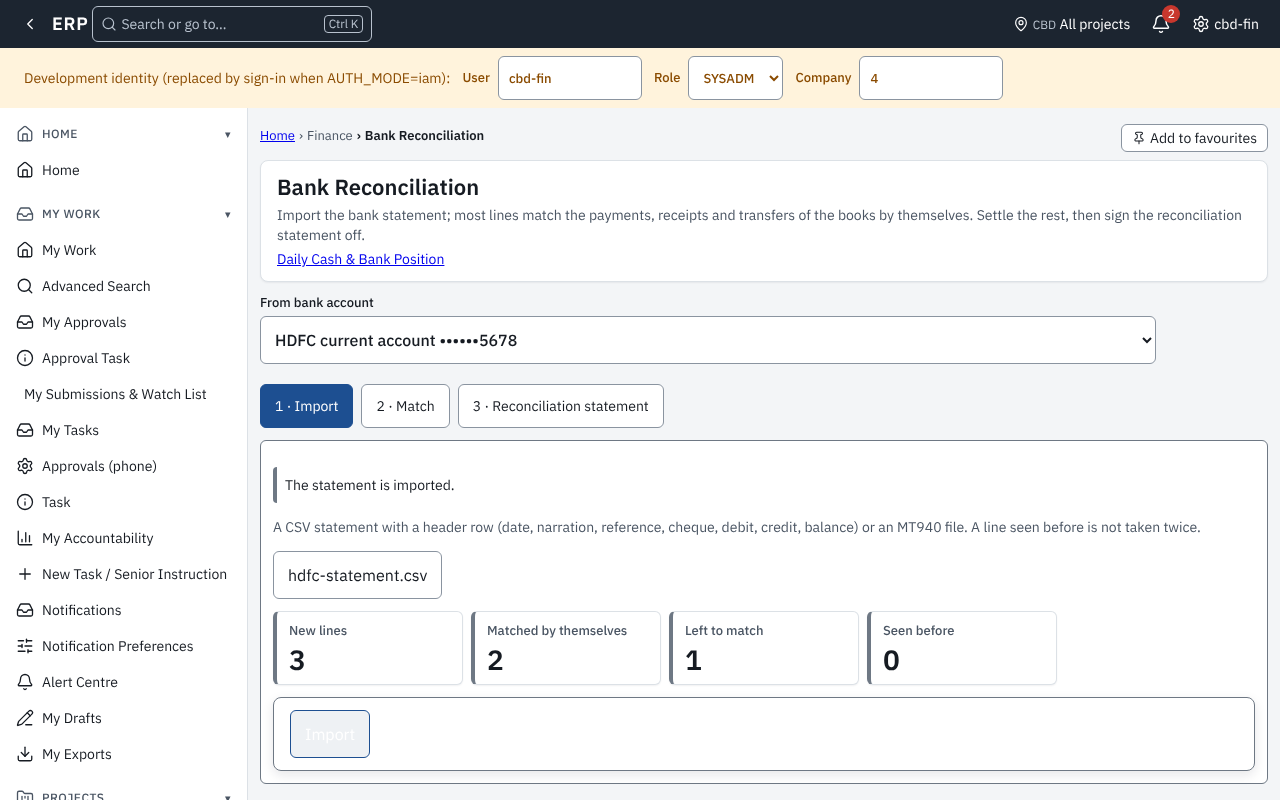 ERP
Search or go to...
Ctrl K
CBD All projects
2
cbd-fin
Development identity (replaced by sign-in when AUTH_MODE=iam):
User
cbd-fin
Role
SYSADM
Company
4
HOME
Home
MY WORK
My Work
Advanced Search
My Approvals
Approval Task
My Submissions & Watch List
My Tasks
Approvals (phone)
Task
My Accountability
New Task / Senior Instruction
Notifications
Notification Preferences
Alert Centre
My Drafts
My Exports
PROJECTS
Home › Finance › Bank Reconciliation
Add to favourites
Bank Reconciliation
Import the bank statement; most lines match the payments, receipts and transfers of the books by themselves. Settle the rest, then sign the reconciliation
statement off.
Daily Cash & Bank Position
From bank account
HDFC current account ••••••5678
1 · Import
2 · Match
3 · Reconciliation statement
The statement is imported.
A CSV statement with a header row (date, narration, reference, cheque, debit, credit, balance) or an MT940 file. A line seen before is not taken twice.
hdfc-statement.csv
New lines
3
Matched by themselves
2
Left to match
1
Seen before
0
Import